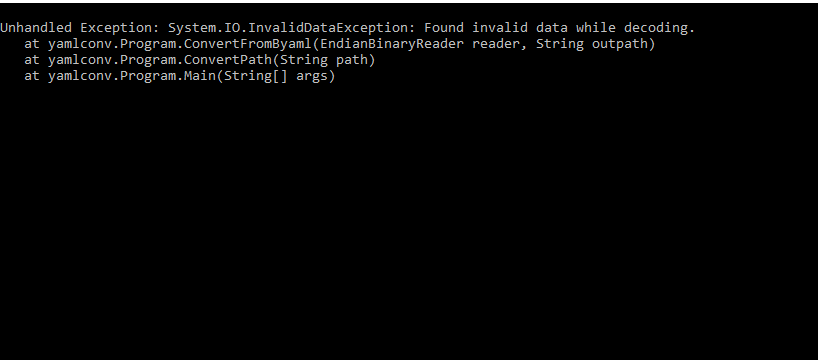 Unhandled Exception: System.IO.InvalidDataException: Found invalid data while decoding.
   at yamlconv.Program.ConvertFromByaml(EndianBinaryReader reader, String outpath)
   at yamlconv.Program.ConvertPath(String path)
   at yamlconv.Program.Main(String[] args)